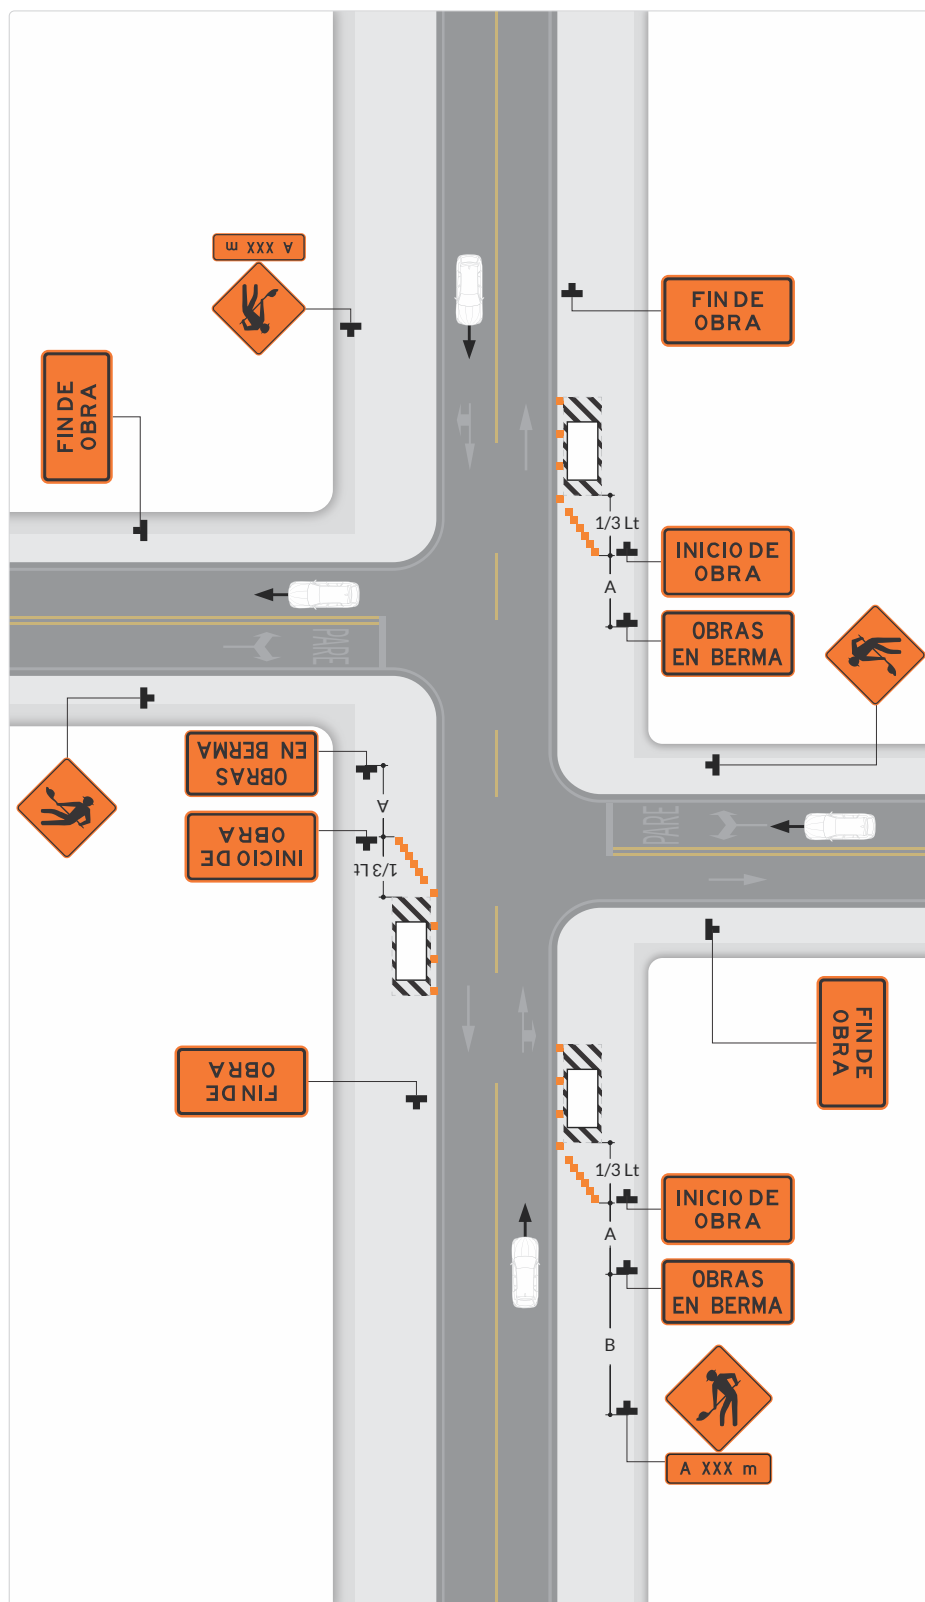 A XXX m
FIN DE
OBRA
FIN DE
OBRA
1/3 Lt
INICIO DE
OBRA
A
OBRAS
EN BERMA
PARE
OBRAS
EN BERMA
A
INICIO DE
OBRA
1/3 Lt
PARE
FIN DE
OBRA
FIN DE
OBRA
1/3 Lt
INICIO DE
OBRA
A
OBRAS
EN BERMA
B
A XXX m